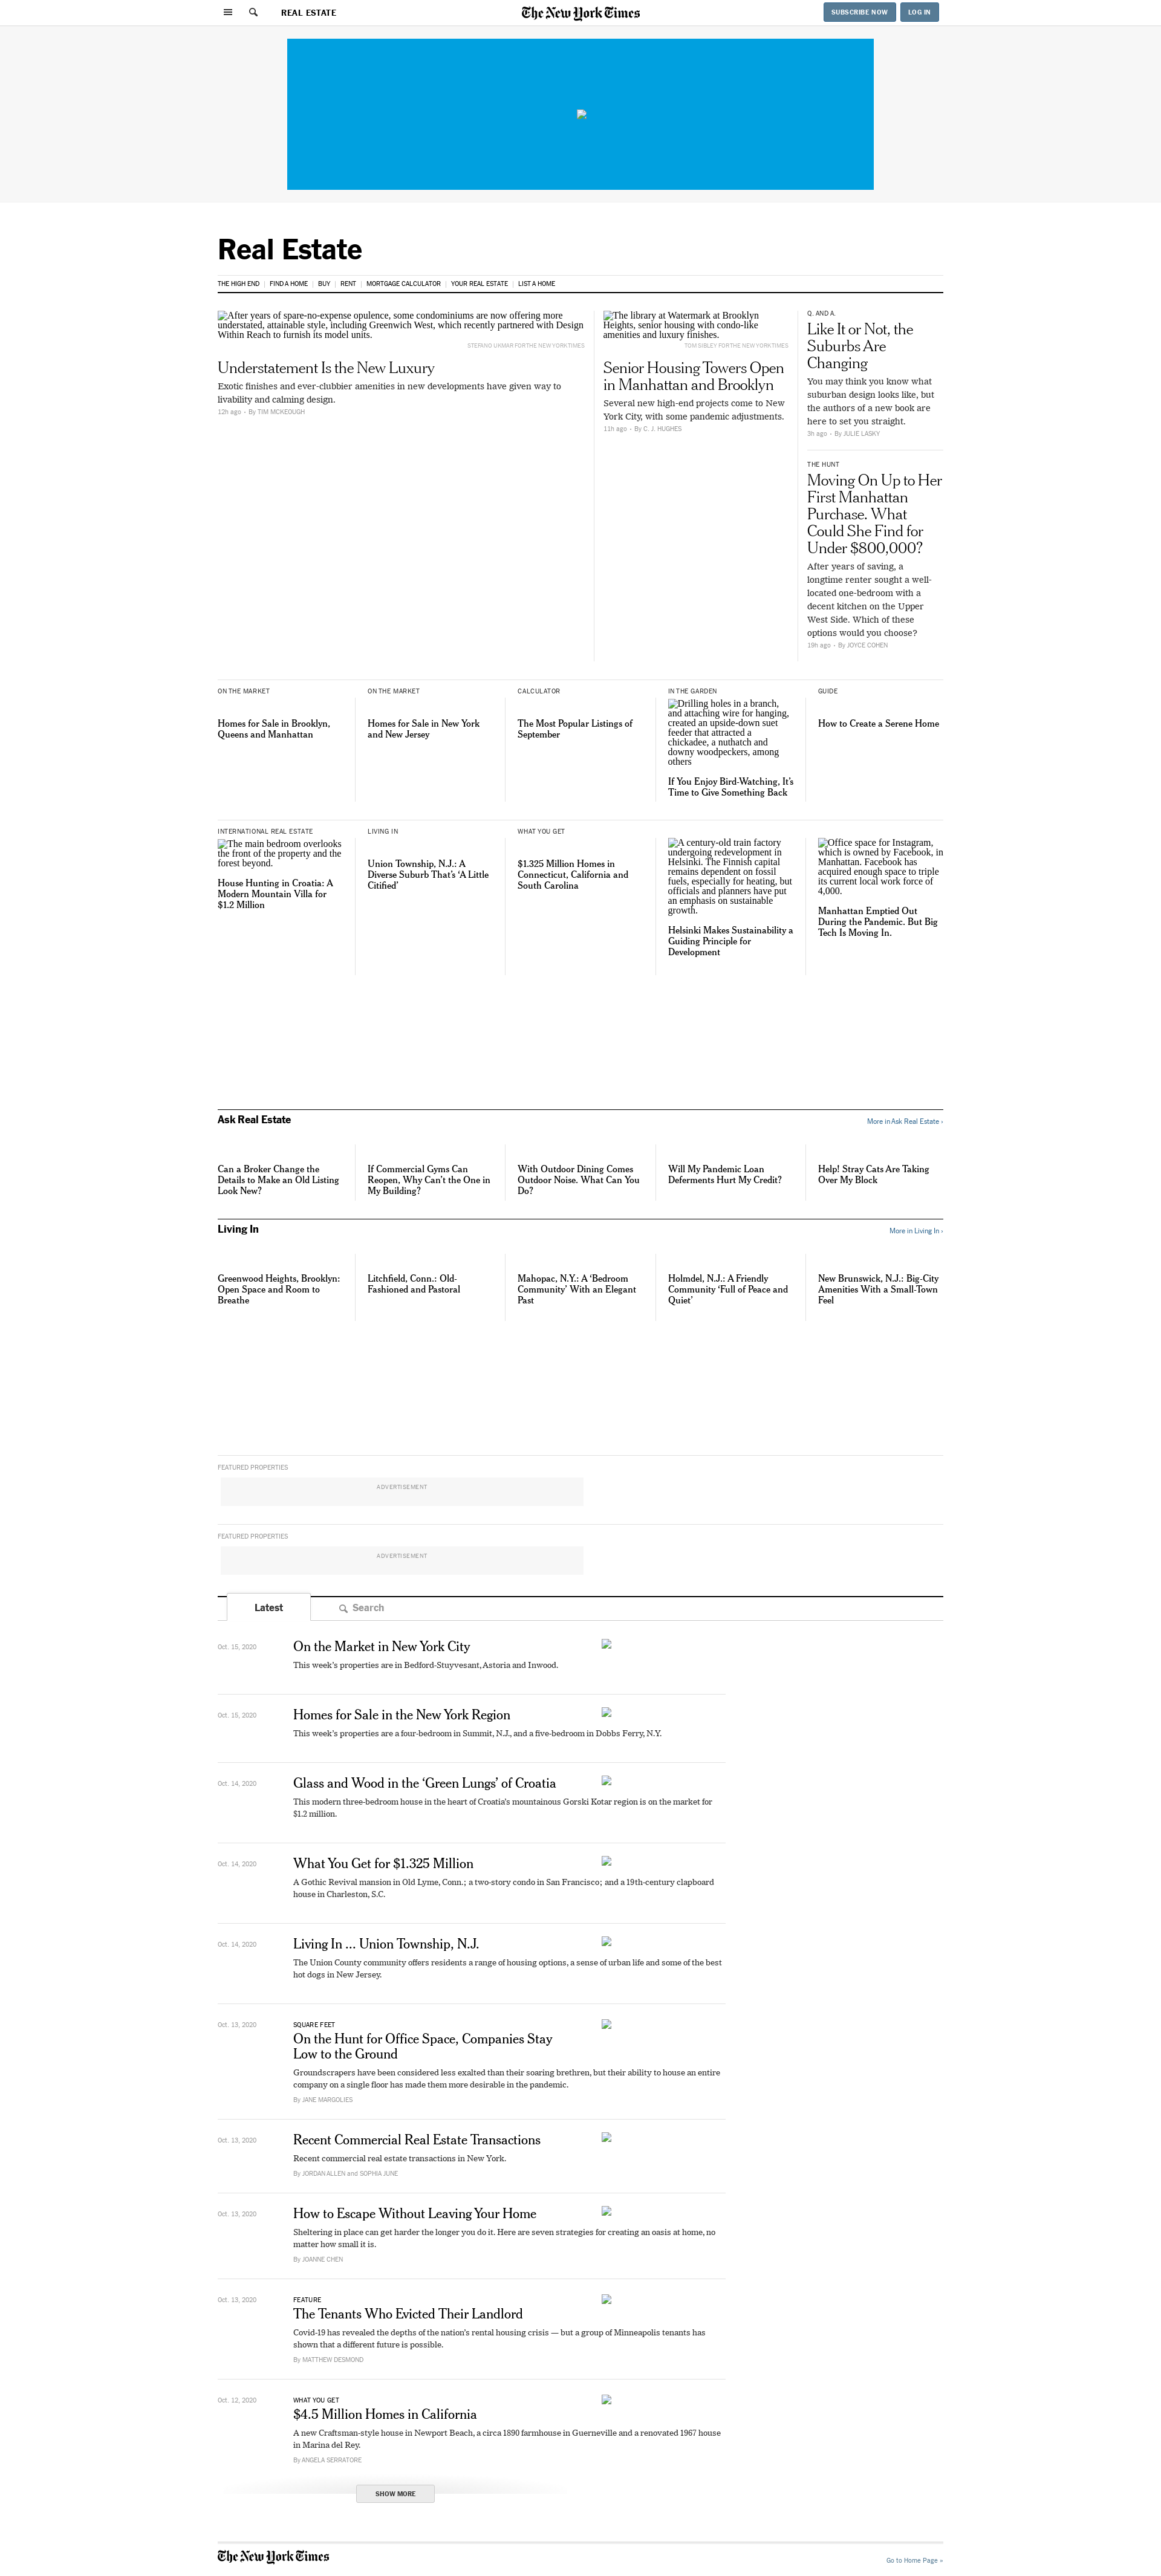 REAL ESTATE
The New York Times
SUBSCRIBE NOW
LOG IN
Real Estate
THE HIGH END
FIND A HOME
BUY
RENT
MORTGAGE CALCULATOR
YOUR REAL ESTATE
LIST A HOME
After years of spare-no-expense opulence, some condominiums are now offering more
understated, attainable style, including Greenwich West, which recently partnered with Design
Within Reach to furnish its model units.
STEFANO UKMAR FOR THE NEW YORK TIMES
Understatement Is the New Luxury
Exotic finishes and ever-clubbier amenities in new developments have given way to
livability and calming design.
12h ago • By TIM MCKEOUGH
The library at Watermark at Brooklyn
Heights, senior housing with condo-like
amenities and luxury finishes.
TOM SIBLEY FOR THE NEW YORK TIMES
Senior Housing Towers Open
in Manhattan and Brooklyn
Several new high-end projects come to New
York City, with some pandemic adjustments.
11h ago • By C. J. HUGHES
Q. AND A.
Like It or Not, the
Suburbs Are
Changing
You may think you know what
suburban design looks like, but
the authors of a new book are
here to set you straight.
3h ago • By JULIE LASKY
THE HUNT
Moving On Up to Her
First Manhattan
Purchase. What
Could She Find for
Under $800,000?
After years of saving, a
longtime renter sought a well-
located one-bedroom with a
decent kitchen on the Upper
West Side. Which of these
options would you choose?
19h ago • By JOYCE COHEN
ON THE MARKET
Homes for Sale in Brooklyn,
Queens and Manhattan
ON THE MARKET
Homes for Sale in New York
and New Jersey
CALCULATOR
The Most Popular Listings of
September
IN THE GARDEN
Drilling holes in a branch,
and attaching wire for hanging,
created an upside-down suet
feeder that attracted a
chickadee, a nuthatch and
downy woodpeckers, among
others
If You Enjoy Bird-Watching, It’s
Time to Give Something Back
GUIDE
How to Create a Serene Home
INTERNATIONAL REAL ESTATE
The main bedroom overlooks
the front of the property and the
forest beyond.
House Hunting in Croatia: A
Modern Mountain Villa for
$1.2 Million
LIVING IN
Union Township, N.J.: A
Diverse Suburb That’s ‘A Little
Citified’
WHAT YOU GET
$1.325 Million Homes in
Connecticut, California and
South Carolina
A century-old train factory
undergoing redevelopment in
Helsinki. The Finnish capital
remains dependent on fossil
fuels, especially for heating, but
officials and planners have put
an emphasis on sustainable
growth.
Helsinki Makes Sustainability a
Guiding Principle for
Development
Office space for Instagram,
which is owned by Facebook, in
Manhattan. Facebook has
acquired enough space to triple
its current local work force of
4,000.
Manhattan Emptied Out
During the Pandemic. But Big
Tech Is Moving In.
Ask Real Estate
More in Ask Real Estate ›
Can a Broker Change the
Details to Make an Old Listing
Look New?
If Commercial Gyms Can
Reopen, Why Can’t the one in
My Building?
With Outdoor Dining Comes
Outdoor Noise. What Can You
Do?
Will My Pandemic Loan
Deferments Hurt My Credit?
Help! Stray Cats Are Taking
Over My Block
Living In
More in Living In ›
Greenwood Heights, Brooklyn:
Open Space and Room to
Breathe
Litchfield, Conn.: Old-
Fashioned and Pastoral
Mahopac, N.Y.: A ‘Bedroom
Community’ With an Elegant
Past
Holmdel, N.J.: A Friendly
Community ‘Full of Peace and
Quiet’
New Brunswick, N.J.: Big-City
Amenities With a Small-Town
Feel
FEATURED PROPERTIES
ADVERTISEMENT
FEATURED PROPERTIES
ADVERTISEMENT
Latest
Search
Oct. 15, 2020
On the Market in New York City
This week’s properties are in Bedford-Stuyvesant, Astoria and Inwood.
Oct. 15, 2020
Homes for Sale in the New York Region
This week’s properties are a four-bedroom in Summit, N.J., and a five-bedroom in Dobbs Ferry, N.Y.
Oct. 14, 2020
Glass and Wood in the ‘Green Lungs’ of Croatia
This modern three-bedroom house in the heart of Croatia’s mountainous Gorski Kotar region is on the market for
$1.2 million.
Oct. 14, 2020
What You Get for $1.325 Million
A Gothic Revival mansion in Old Lyme, Conn.; a two-story condo in San Francisco; and a 19th-century clapboard
house in Charleston, S.C.
Oct. 14, 2020
Living In ... Union Township, N.J.
The Union County community offers residents a range of housing options, a sense of urban life and some of the best
hot dogs in New Jersey.
Oct. 13, 2020
SQUARE FEET
On the Hunt for Office Space, Companies Stay
Low to the Ground
Groundscrapers have been considered less exalted than their soaring brethren, but their ability to house an entire
company on a single floor has made them more desirable in the pandemic.
By JANE MARGOLIES
Oct. 13, 2020
Recent Commercial Real Estate Transactions
Recent commercial real estate transactions in New York.
By JORDAN ALLEN and SOPHIA JUNE
Oct. 13, 2020
How to Escape Without Leaving Your Home
Sheltering in place can get harder the longer you do it. Here are seven strategies for creating an oasis at home, no
matter how small it is.
By JOANNE CHEN
Oct. 13, 2020
FEATURE
The Tenants Who Evicted Their Landlord
Covid-19 has revealed the depths of the nation’s rental housing crisis — but a group of Minneapolis tenants has
shown that a different future is possible.
By MATTHEW DESMOND
Oct. 12, 2020
WHAT YOU GET
$4.5 Million Homes in California
A new Craftsman-style house in Newport Beach, a circa 1890 farmhouse in Guerneville and a renovated 1967 house
in Marina del Rey.
By ANGELA SERRATORE
SHOW MORE
The New York Times
Go to Home Page »